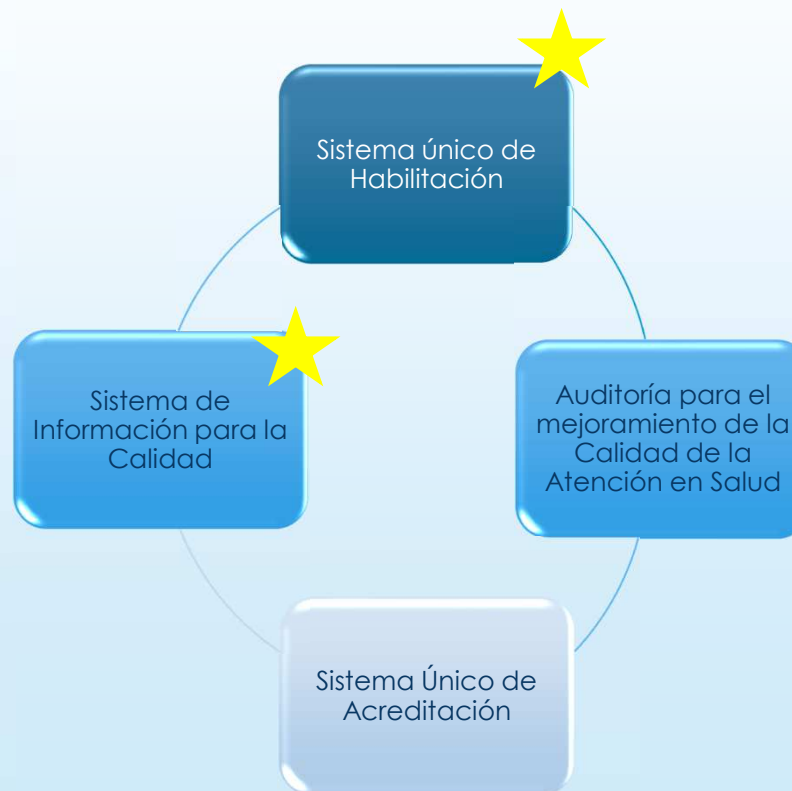 Sistema único de
Habilitación
Sistema de
Información para la
Calidad
Auditoría para el
mejoramiento de la
Calidad de la
Atención en Salud
Sistema Único de
Acreditación